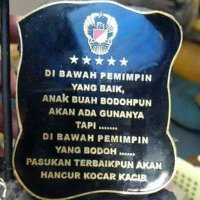 DI BAWAH PEMIMPIN
YANG BAIK,
ANAK BUAH BODOHPUN
AKAN ADA GUNANYA
TAPI .......
DI BAWAH PEMIMPIN
YANG BODOH ......
PASUKAN TERBAIKPUN AKAN
HANCUR KOCAR KACIR